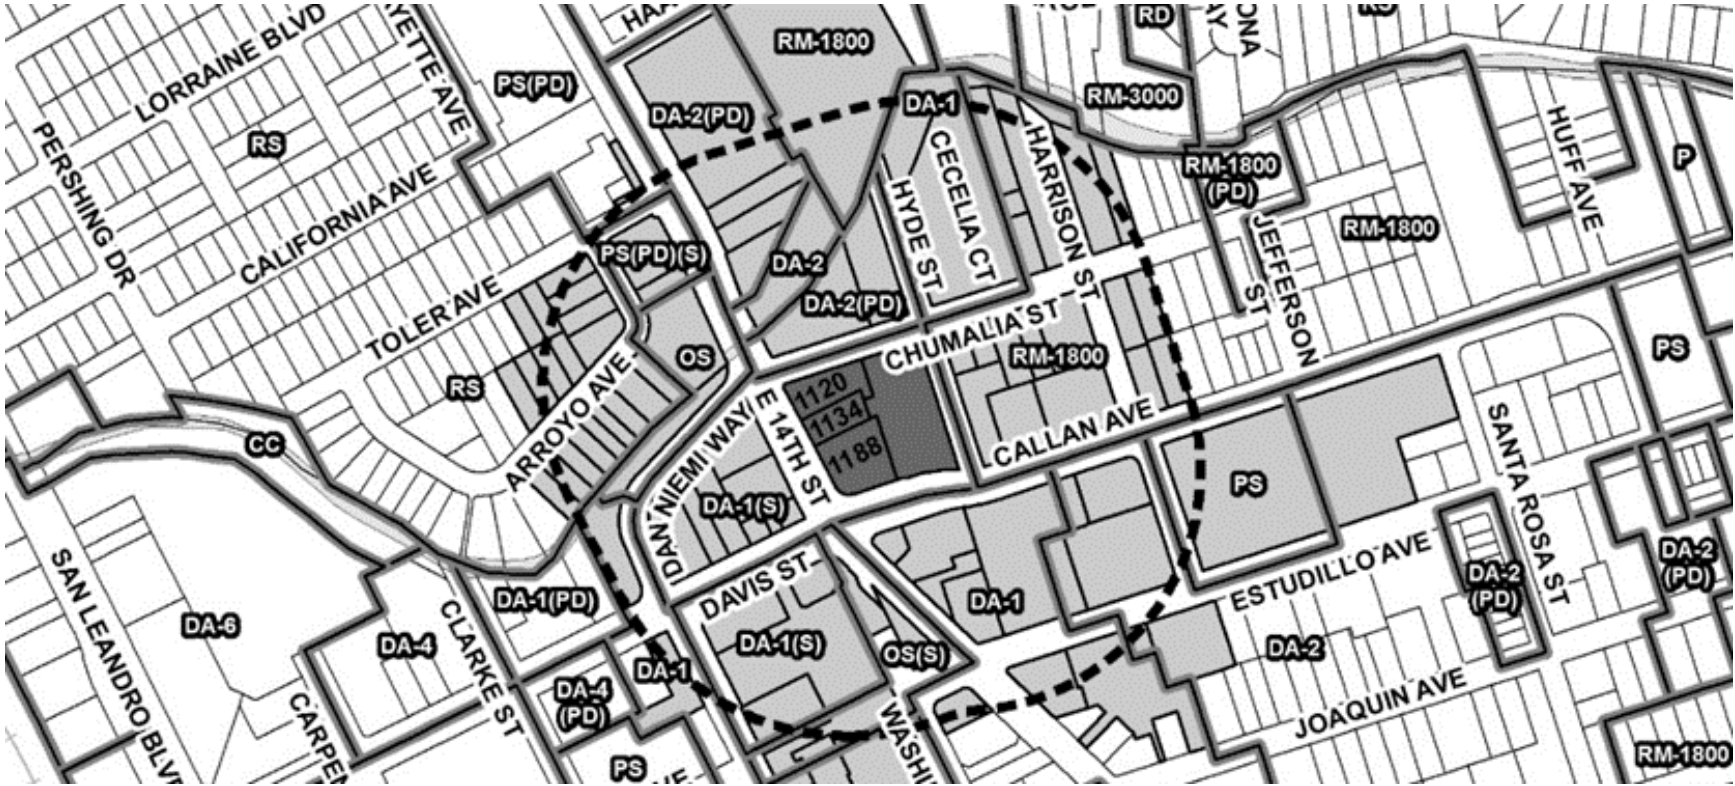 LORRAINE BLVD
RM-1800
RD
PS(PD)
DA-2(PD)
DA-1
RM-3000
PERSHING DR
RS
CALIFORNIA AVE
CECELIA CT
HARRISON ST
RM-1800
(PD)
HUFF AVE
P
HYDE ST
JEFFERSON ST
RM-1800
PS(PD)(S)
DA-2
DA-2(PD)
TOLER AVE
CHUMALIA ST
OS
RM-1800
PS
RS
ARROYO AVE
1120
1134
1188
E 14TH ST
CALLAN AVE
CC
DAN NIEMI WAY
DA-1(S)
PS
SANTA ROSA ST
SAN LEANDRO BLVD
DAVIS ST
ESTUDILLO AVE
DA-2
(PD)
DA-2
(PD)
DA-6
DA-4
CLARKE ST
DA-1(PD)
DA-1
DA-1(S)
OS(S)
DA-1
DA-2
DA-4
(PD)
CARPEN
WASHI
JOAQUIN AVE
PS
RM-1800